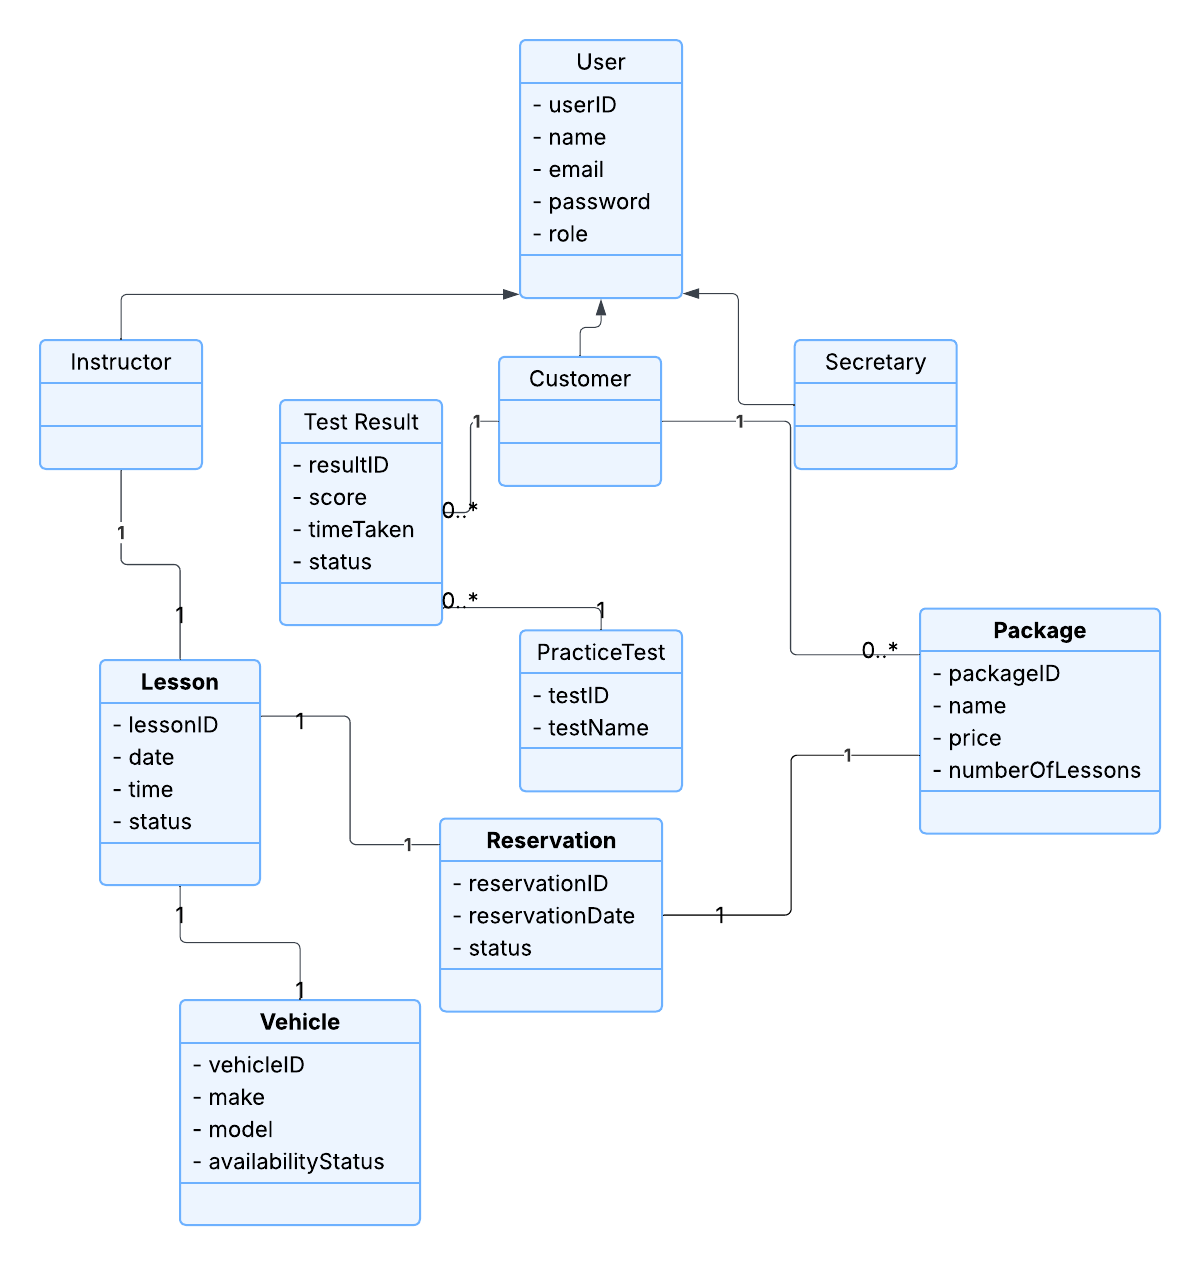 User
- userID
- name
- email
- password
- role
Instructor
Customer
Secretary
Test Result
- resultID
- score
- timeTaken
- status
1
0..*
1
0..*
0..*
1
1
1
PracticeTest
- testID
- testName
Package
- packageID
- name
- price
- numberOfLessons
Lesson
- lessonID
- date
- time
- status
1
1
1
1
Reservation
- reservationID
- reservationDate
- status
1
1
Vehicle
- vehicleID
- make
- model
- availabilityStatus